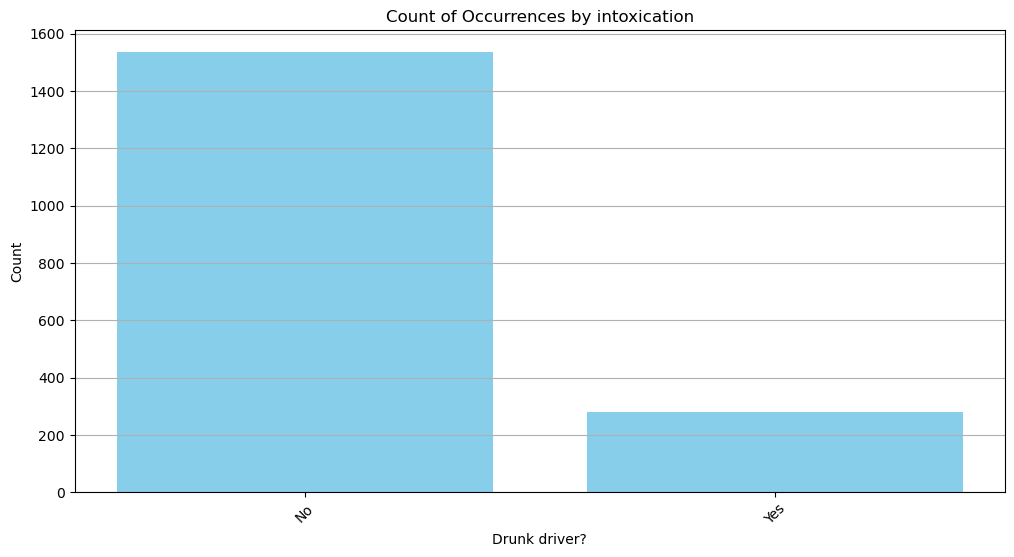 Count of Occurrences by intoxication
1600
1400
1200
1000
800
600
400
200
0
Count
No
Yes
Drunk driver?